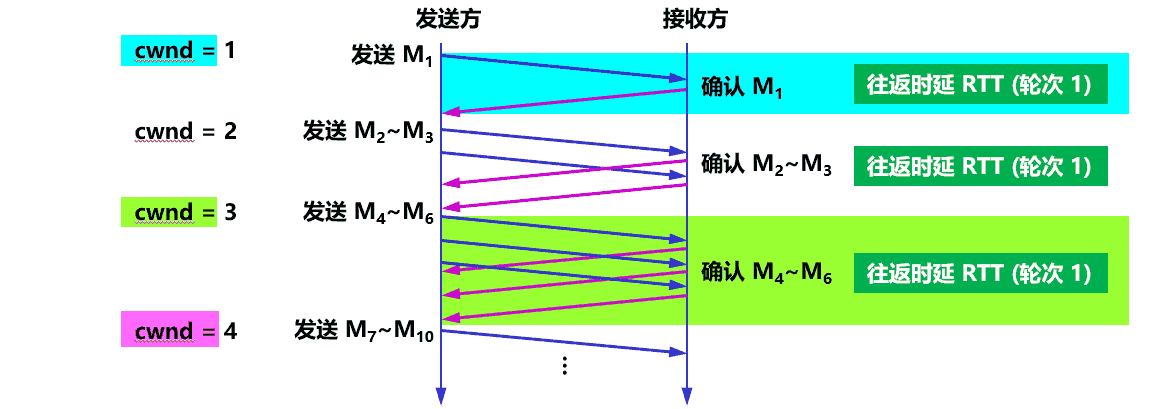 发送方 接收方
cwnd = 1 发送 M1
确认 M1 往返时延 RTT (轮次 1)
cwnd = 2 发送 M2~M3
确认 M2~M3 往返时延 RTT (轮次 1)
cwnd = 3 发送 M4~M6
确认 M4~M6 往返时延 RTT (轮次 1)
cwnd = 4 发送 M7~M10
⋮